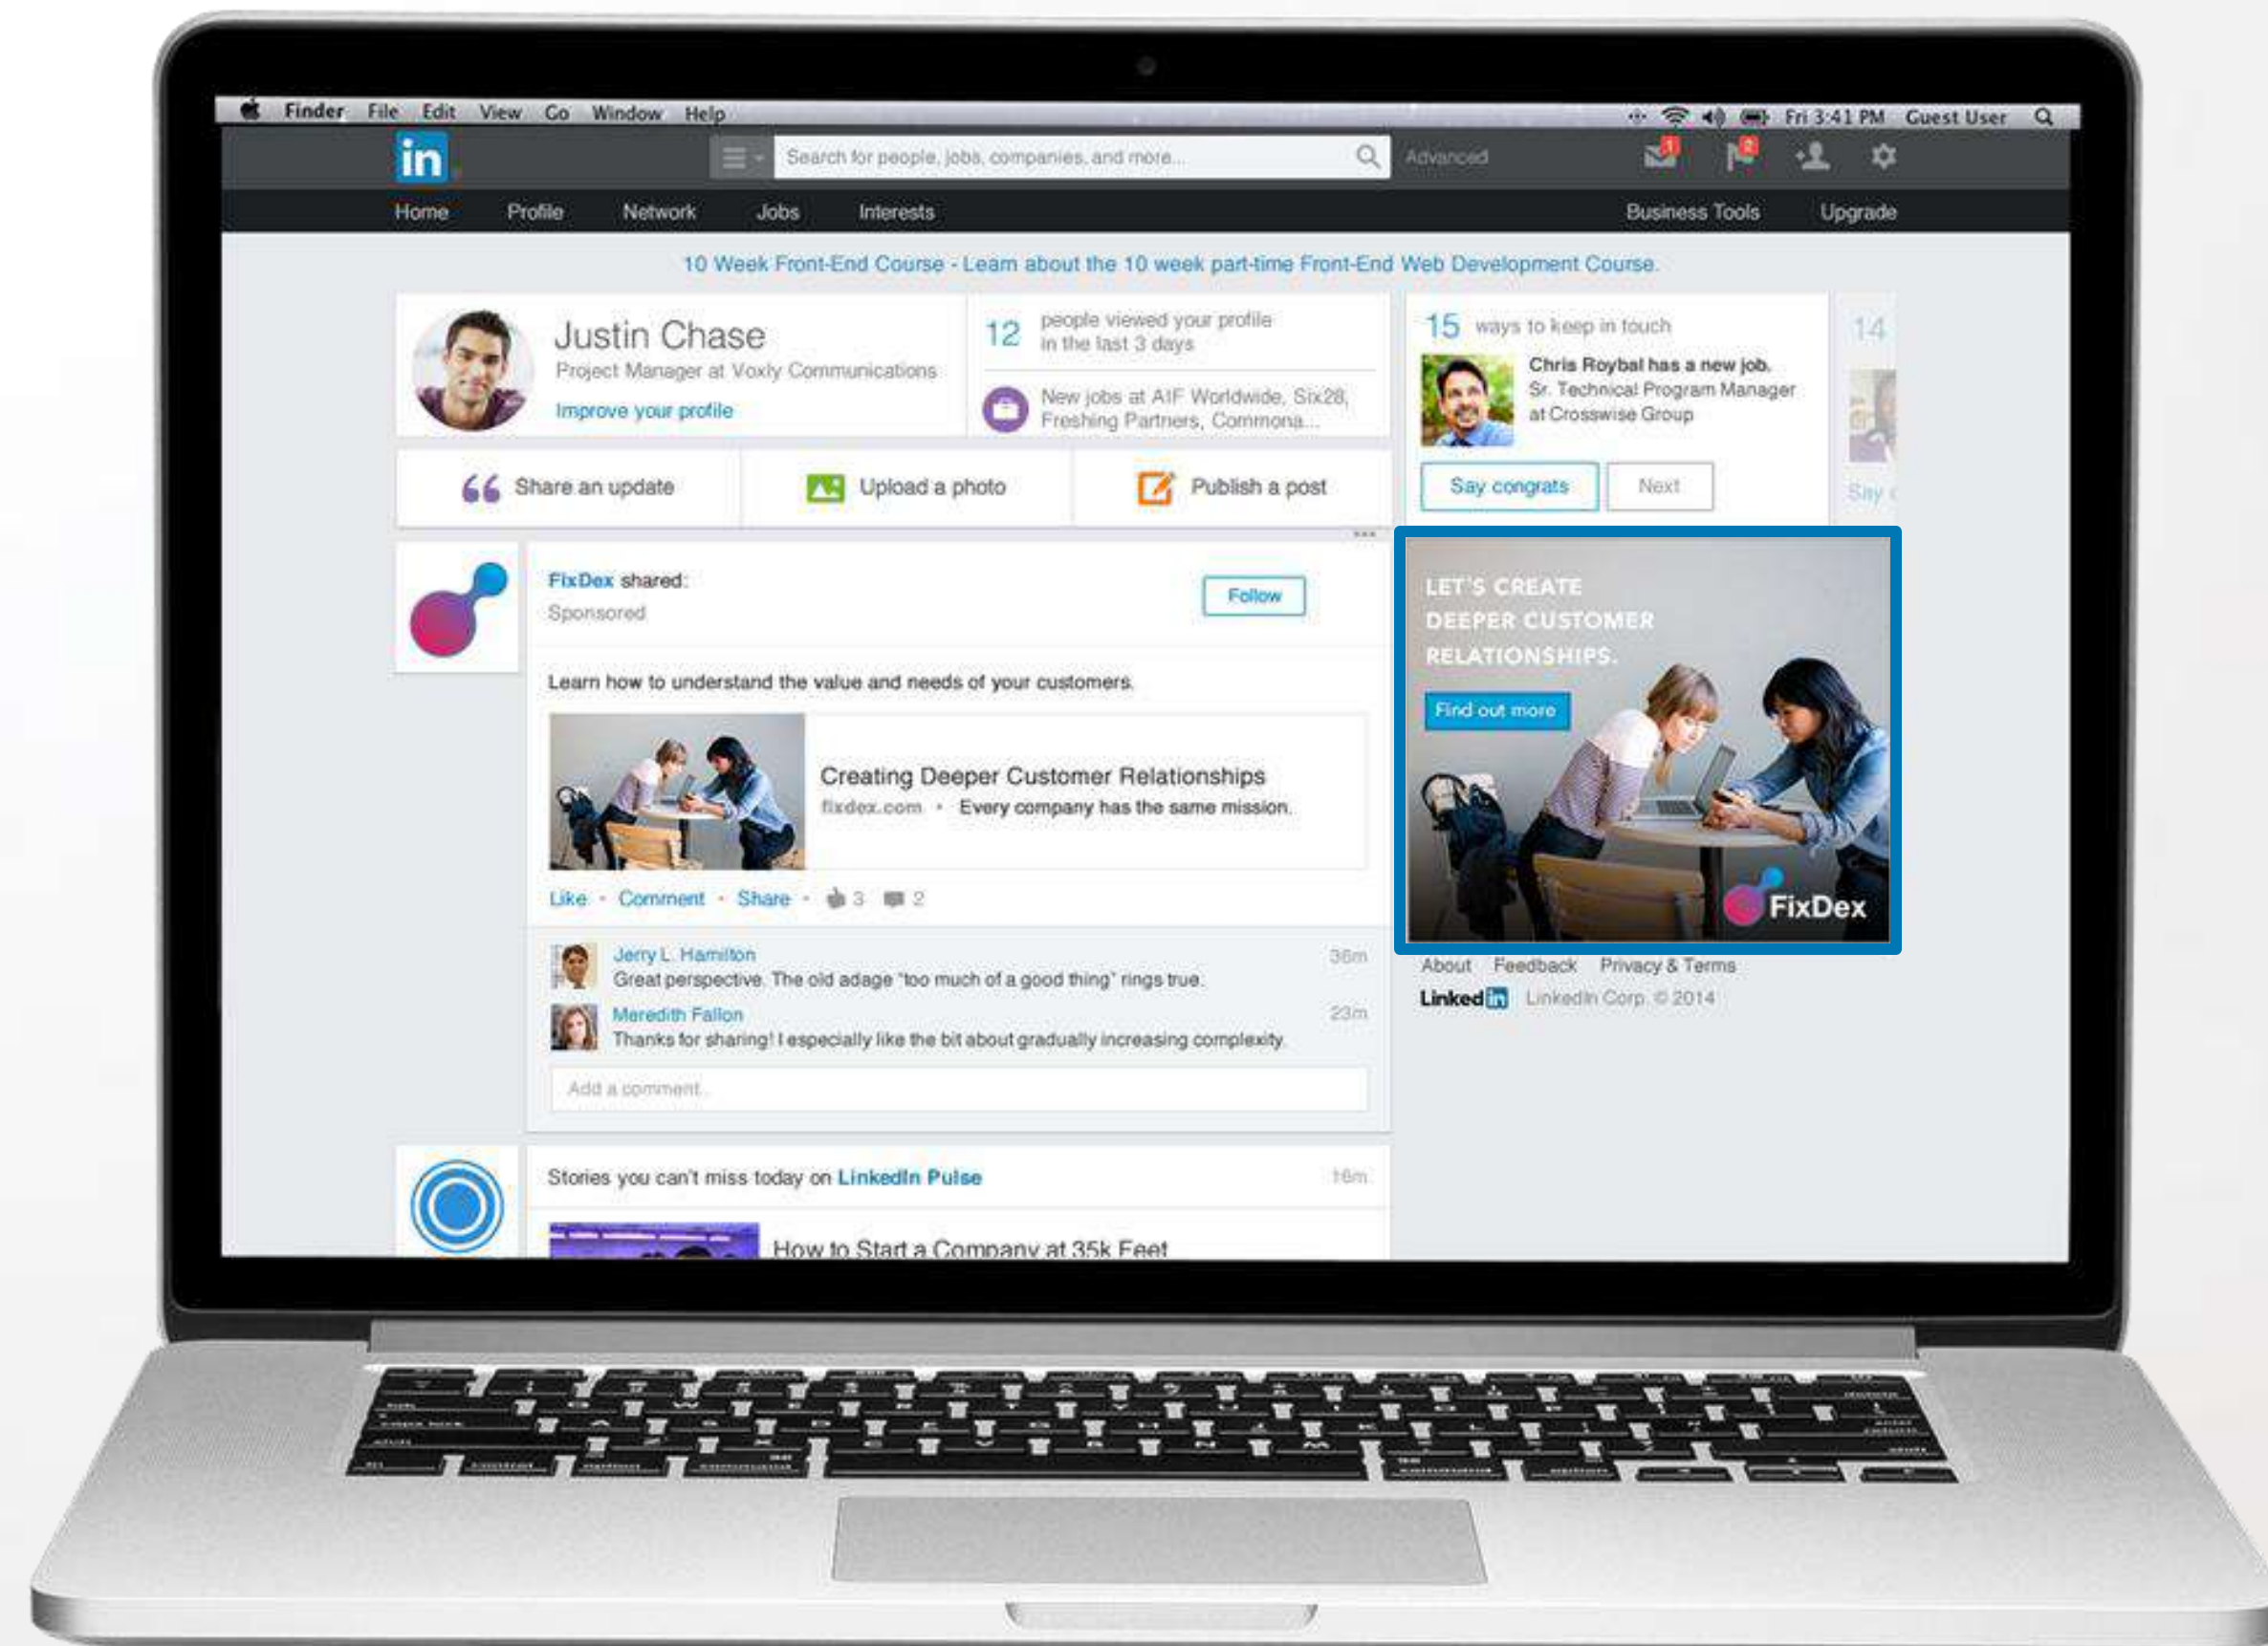 Finder File Edit View Go Window Help
Fri 3:41 PM Guest User
in
Search for people, jobs, companies, and more...
Advanced
1
2
Home Profile Network Jobs Interests
Business Tools Upgrade
10 Week Front-End Course - Learn about the 10 week part-time Front-End Web Development Course.
Justin Chase
Project Manager at Voxly Communications
Improve your profile
12 people viewed your profile
in the last 3 days
New jobs at AIF Worldwide, Six28,
Freshing Partners, Commona...
15 ways to keep in touch
Chris Roybal has a new job.
Sr. Technical Program Manager
at Crosswise Group
Say congrats
Next
14
Say
Share an update
Upload a photo
Publish a post
FixDex shared:
Sponsored
Follow
Learn how to understand the value and needs of your customers.
Creating Deeper Customer Relationships
fixdex.com • Every company has the same mission.
Like • Comment • Share • 3 2
Jerry L. Hamilton 36m
Great perspective. The old adage "too much of a good thing" rings true.
Meredith Fallon 23m
Thanks for sharing! I especially like the bit about gradually increasing complexity.
Add a comment...
LET'S CREATE
DEEPER CUSTOMER
RELATIONSHIPS.
Find out more
FixDex
About Feedback Privacy & Terms
Linked in LinkedIn Corp. © 2014
Stories you can't miss today on LinkedIn Pulse 16m
How to Start a Company at 35k Feet